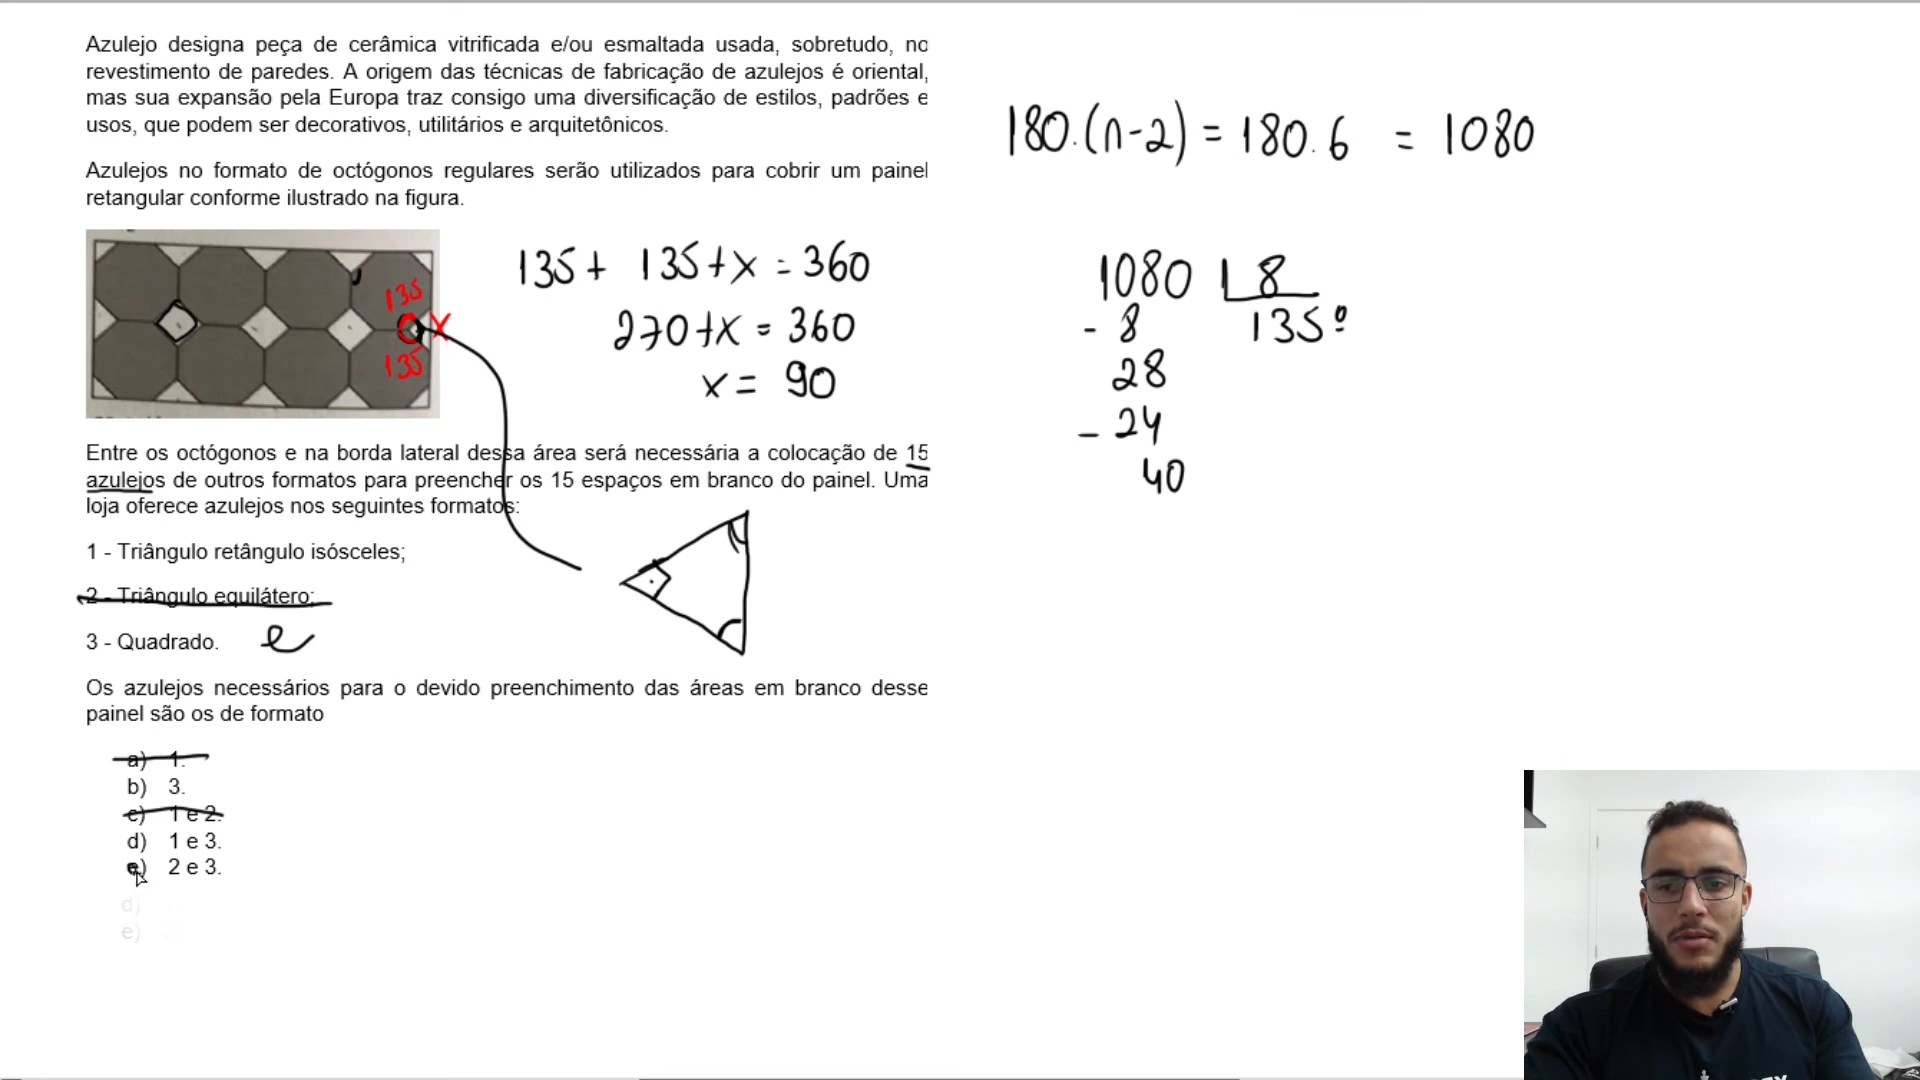 Azulejo designa peça de cerâmica vitrificada e/ou esmaltada usada, sobretudo, no
revestimento de paredes. A origem das técnicas de fabricação de azulejos é oriental,
mas sua expansão pela Europa traz consigo uma diversificação de estilos, padrões e
usos, que podem ser decorativos, utilitários e arquitetônicos.
Azulejos no formato de octógonos regulares serão utilizados para cobrir um painel
retangular conforme ilustrado na figura.
135
x
135
135 + 135 + x = 360
270 + x = 360
x = 90
Entre os octógonos e na borda lateral dessa área será necessária a colocação de 15
azulejos de outros formatos para preencher os 15 espaços em branco do painel. Uma
loja oferece azulejos nos seguintes formatos:
1 - Triângulo retângulo isósceles;
2 - Triângulo equilátero;
3 - Quadrado. e
Os azulejos necessários para o devido preenchimento das áreas em branco desse
painel são os de formato
a) 1.
b) 3.
c) 1 e 2.
d) 1 e 3.
e) 2 e 3.
d)
e)
180.(n-2) = 180.6 = 1080
1080 8
- 8 135º
28
- 24
40